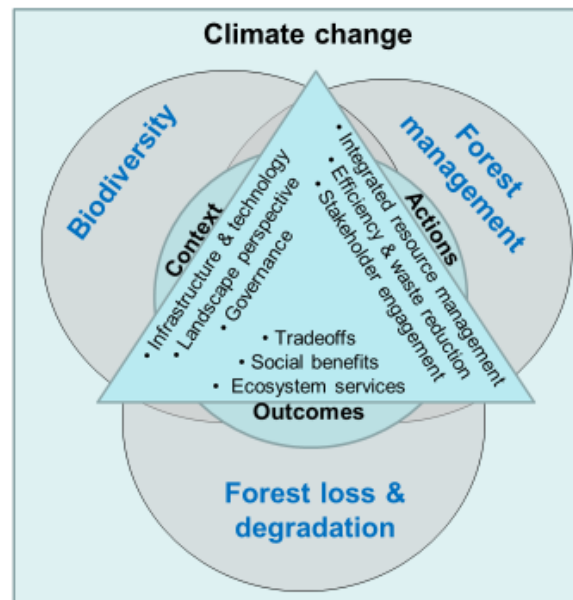 Climate change
Biodiversity
Forest
management
Context
• Infrastructure & technology
• Landscape perspective
• Governance
Actions
• Integrated resource management
• Efficiency & waste reduction
• Stakeholder engagement
• Tradeoffs
• Social benefits
• Ecosystem services
Outcomes
Forest loss &
degradation